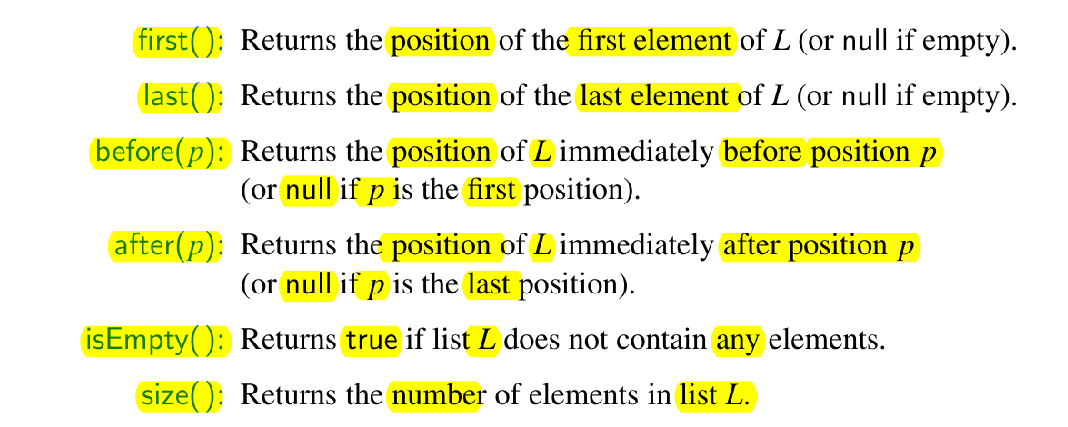 first(): Returns the position of the first element of L (or null if empty).
last(): Returns the position of the last element of L (or null if empty).
before(p): Returns the position of L immediately before position p
(or null if p is the first position).
after(p): Returns the position of L immediately after position p
(or null if p is the last position).
isEmpty(): Returns true if list L does not contain any elements.
size(): Returns the number of elements in list L.